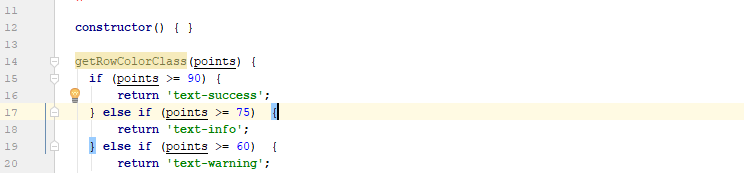 11
12 constructor() { }
13
14 getRowColorClass(points) {
15 if (points >= 90) {
16 return 'text-success';
17 } else if (points >= 75)  {
18 return 'text-info';
19 } else if (points >= 60)  {
20 return 'text-warning';